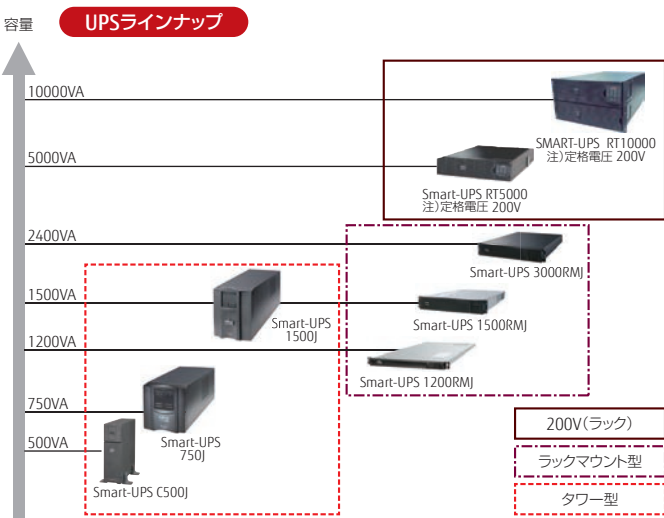 容量
UPSラインナップ
10000VA
SMART-UPS RT10000
注)定格電圧 200V
5000VA
Smart-UPS RT5000
注)定格電圧 200V
2400VA
Smart-UPS 3000RMJ
1500VA
Smart-UPS
1500J
Smart-UPS 1500RMJ
1200VA
Smart-UPS 1200RMJ
750VA
Smart-UPS
750J
500VA
Smart-UPS C500J
200V(ラック)
ラックマウント型
タワー型